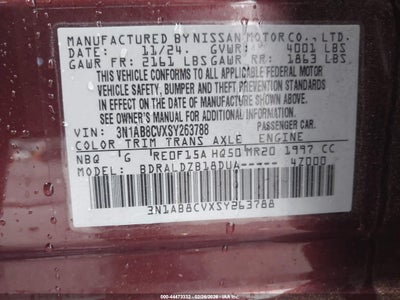 MANUFACTURED BY NISSAN MOTOR CO., LTD.
DATE: 11/24. GVWR: 4001 LBS
GAWR FR: 2161 LBS GAWR RR: 1863 LBS
THIS VEHICLE CONFORMS TO ALL APPLICABLE FEDERAL MOTOR
VEHICLE SAFETY, BUMPER AND THEFT PREVENTION STANDARDS
IN EFFECT ON THE DATE OF MANUFACTURE SHOWN ABOVE.
SEE OWNER'S MANUAL FOR ADDITIONAL INFORMATION
PASSENGER CAR
VIN: 3N1AB8CVXSY263788
COLOR TRIM TRANS AXLE ENGINE
NBQ G RE0F15A HQ50 MR20 1997 CC
MODEL: BDRALDZB18DUA----- 47000
3N1AB8CVXSY263788